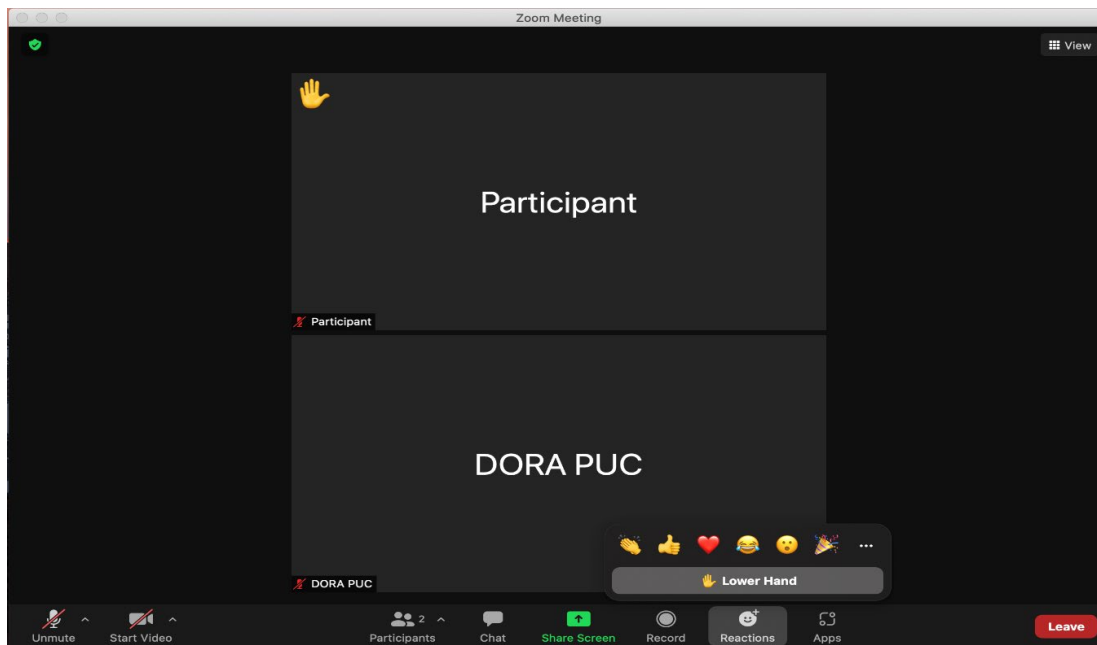 Zoom Meeting
View
Participant
Participant
DORA PUC
Lower Hand
DORA PUC
Unmute
Start Video
2
Participants
Chat
Share Screen
Record
Reactions
Apps
Leave